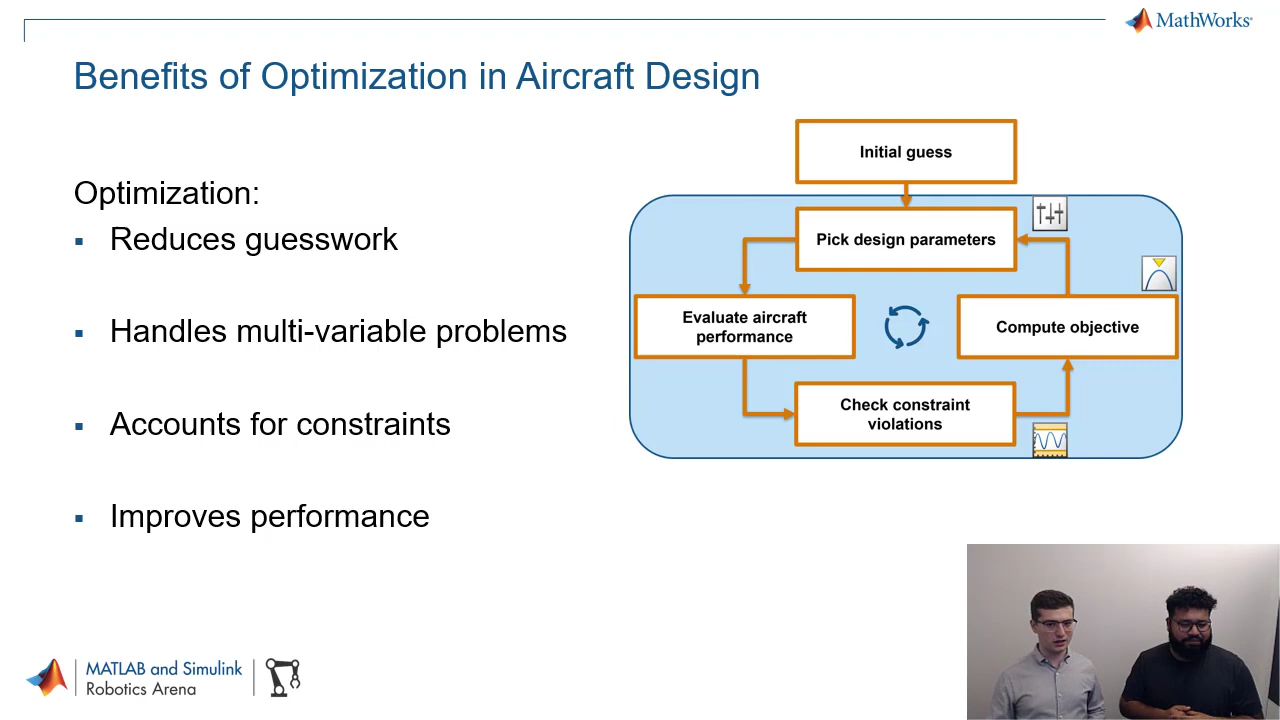 MathWorks
Benefits of Optimization in Aircraft Design
Optimization:
Reduces guesswork
Handles multi-variable problems
Accounts for constraints
Improves performance
Initial guess
Pick design parameters
Evaluate aircraft
performance
Compute objective
Check constraint
violations
MATLAB and Simulink
Robotics Arena